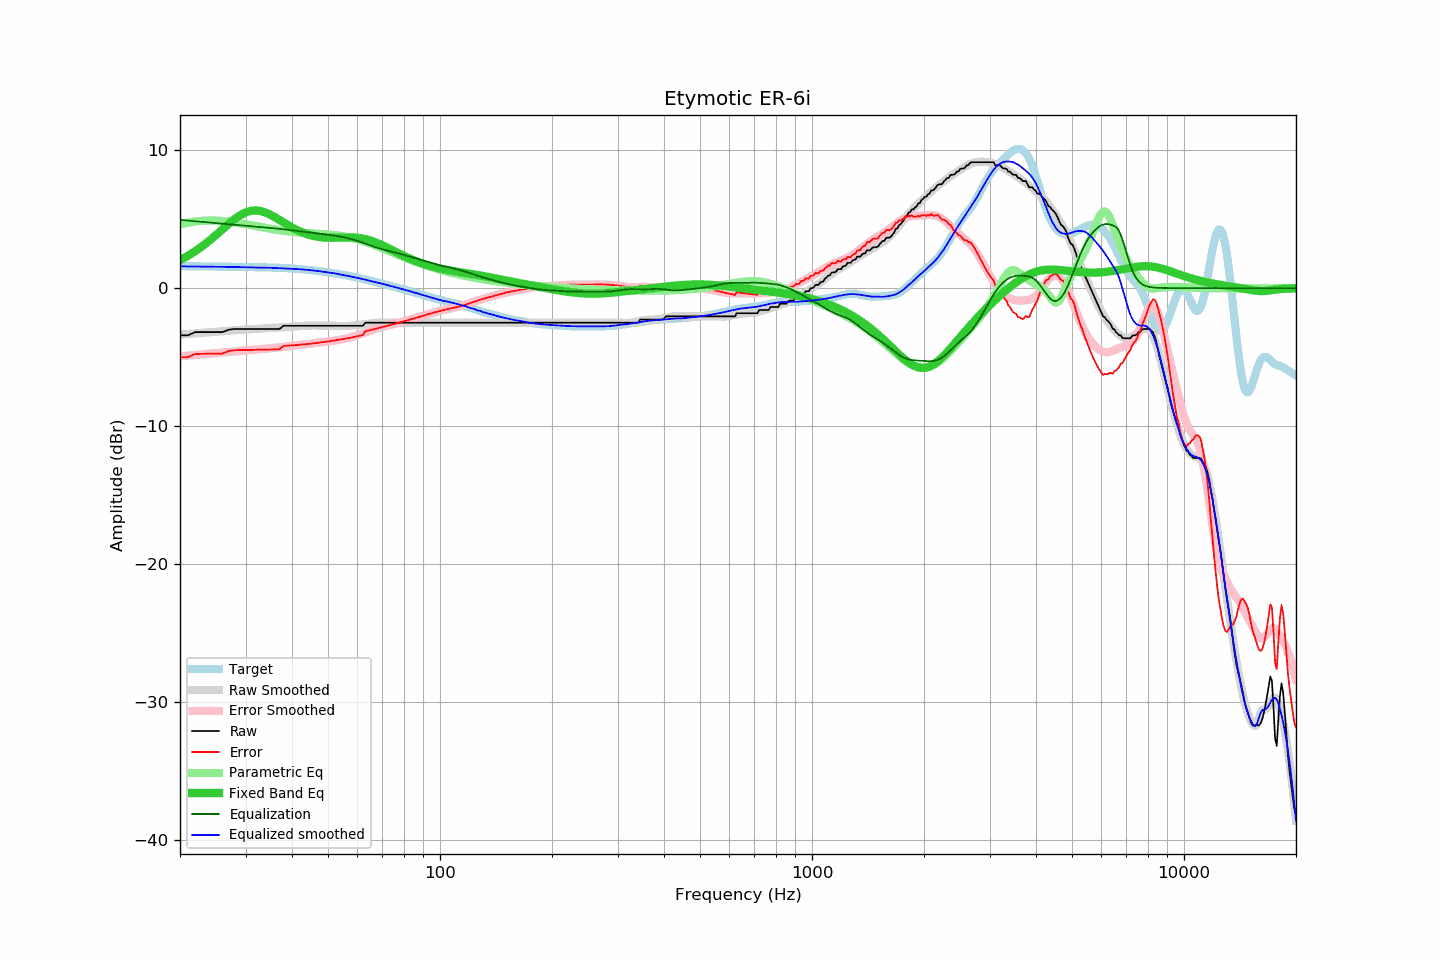 Etymotic ER-6i
10
0
−10
−20
−30
−40
Amplitude (dBr)
Target
Raw Smoothed
Error Smoothed
Raw
Error
Parametric Eq
Fixed Band Eq
Equalization
Equalized smoothed
100
1000
10000
Frequency (Hz)